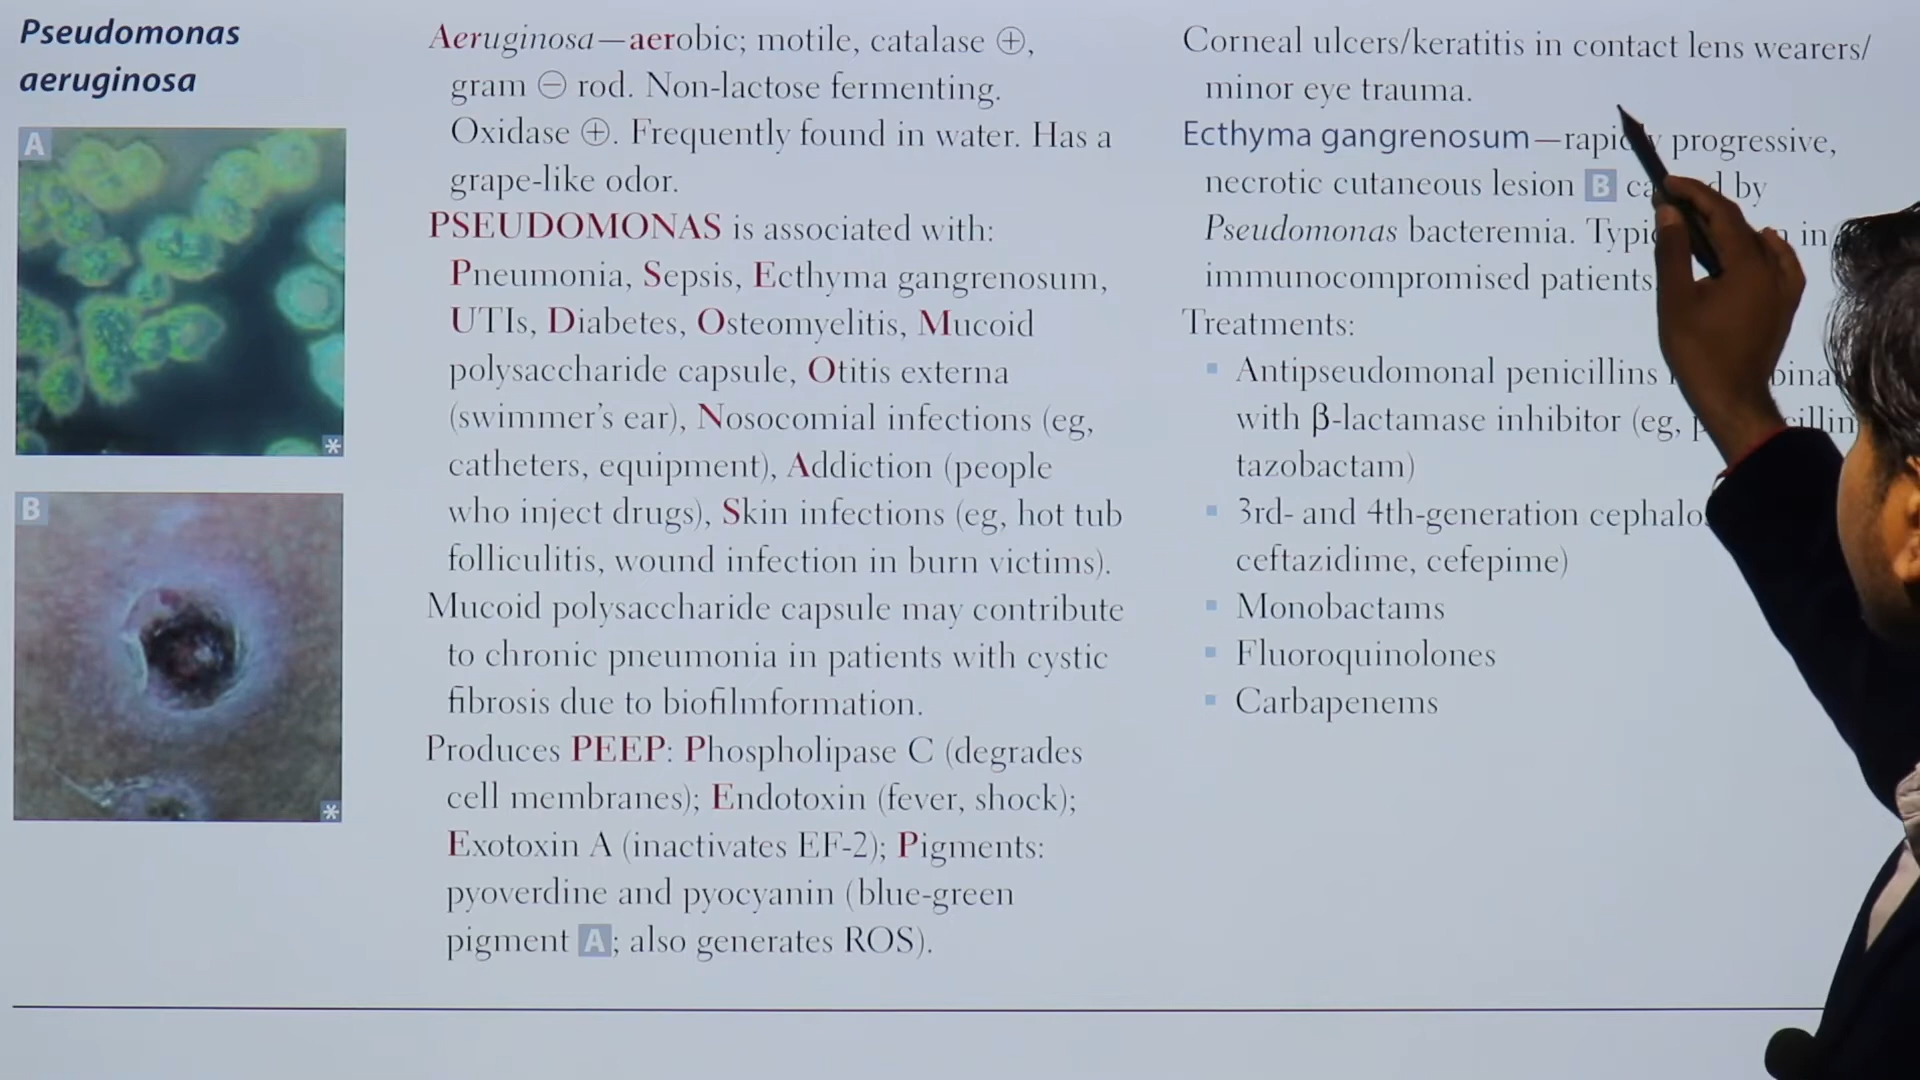 Pseudomonas
aeruginosa
A
*
B
*
Aeruginosa—aerobic; motile, catalase ⊕,
gram ⊖ rod. Non-lactose fermenting.
Oxidase ⊕. Frequently found in water. Has a
grape-like odor.
PSEUDOMONAS is associated with:
Pneumonia, Sepsis, Ecthyma gangrenosum,
UTIs, Diabetes, Osteomyelitis, Mucoid
polysaccharide capsule, Otitis externa
(swimmer's ear), Nosocomial infections (eg,
catheters, equipment), Addiction (people
who inject drugs), Skin infections (eg, hot tub
folliculitis, wound infection in burn victims).
Mucoid polysaccharide capsule may contribute
to chronic pneumonia in patients with cystic
fibrosis due to biofilmformation.
Produces PEEP: Phospholipase C (degrades
cell membranes); Endotoxin (fever, shock);
Exotoxin A (inactivates EF-2); Pigments:
pyoverdine and pyocyanin (blue-green
pigment A; also generates ROS).
Corneal ulcers/keratitis in contact lens wearers/
minor eye trauma.
Ecthyma gangrenosum—progressive,
necrotic cutaneous lesion B by
Pseudomonas bacteremia. in
immunocompromised patients
Treatments:
▪ Antipseudomonal penicillins
with β-lactamase inhibitor (eg,
tazobactam)
▪ 3rd- and 4th-generation
ceftazidime, cefepime)
▪ Monobactams
▪ Fluoroquinolones
▪ Carbapenems